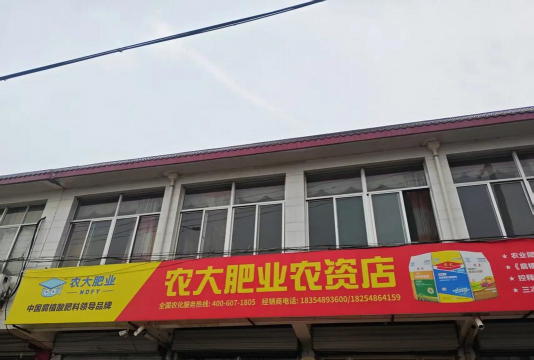 农大肥业
NDFY
中国腐植酸肥料领导品牌
农大肥业农资店
全国农化服务热线: 400-607-1805 经销商电话: 18354893600/18254864159